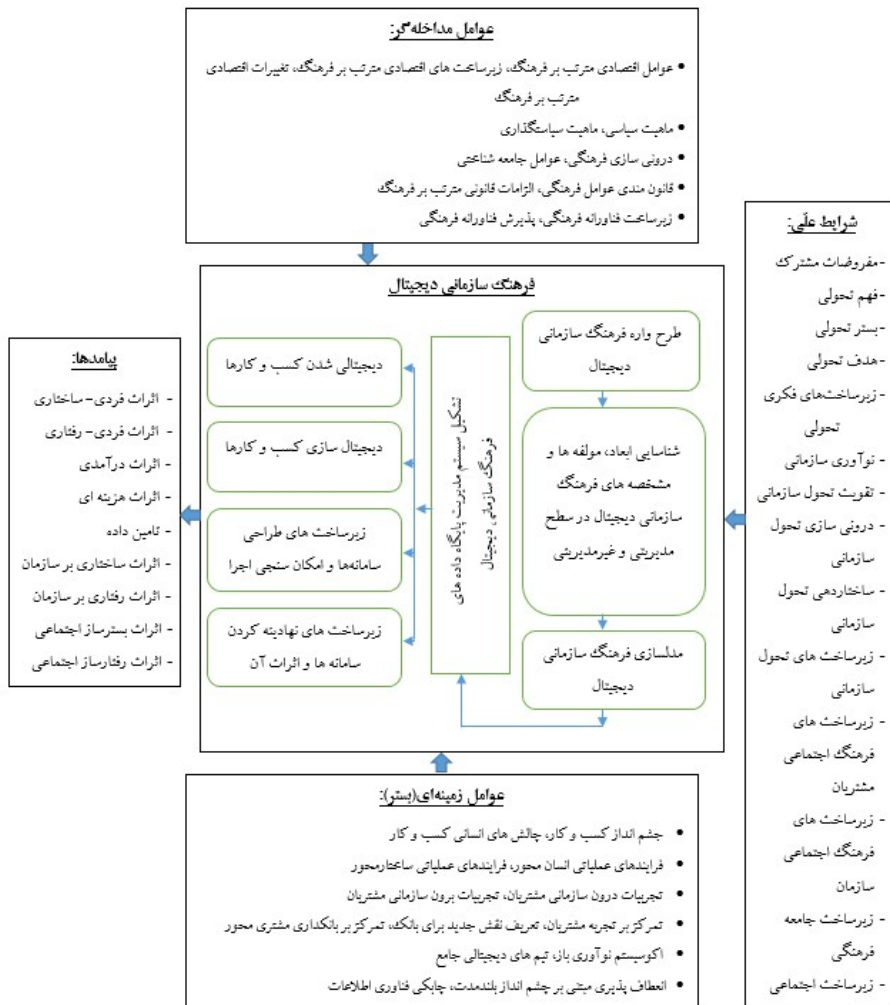 عوامل مداخله‌گر:
● عوامل اقتصادی مترتب بر فرهنگ، زیرساخت های اقتصادی مترتب بر فرهنگ، تغییرات اقتصادی
مترتب بر فرهنگ
● ماهیت سیاسی، ماهیت سیاستگذاری
● درونی سازی فرهنگی، عوامل جامعه شناختی
● قانون مندی عوامل فرهنگی، الزامات قانونی مترتب بر فرهنگ
● زیرساخت فناورانه فرهنگی، پذیرش فناورانه فرهنگی
شرایط علّی:
-مفروضات مشترک
-فهم تحولی
-بستر تحولی
-هدف تحولی
-زیرساخت‌های فکری
تحولی
- نوآوری سازمانی
- تقویت تحول سازمانی
- درونی سازی تحول
سازمانی
- ساختاردهی تحول
سازمانی
- زیرساخت های تحول
سازمانی
- زیرساخت های
فرهنگ اجتماعی
مشتریان
- زیرساخت های
فرهنگ اجتماعی
سازمان
- زیرساخت جامعه
فرهنگی
- زیرساخت اجتماعی
فرهنگ سازمانی دیجیتال
طرح واره فرهنگ سازمانی
دیجیتال
شناسایی ابعاد، مولفه ها و
مشخصه های فرهنگ
سازمانی دیجیتال در سطح
مدیریتی و غیرمدیریتی
مدلسازی فرهنگ سازمانی
دیجیتال
تشکیل سیستم مدیریت پایگاه داده های
فرهنگ سازمانی دیجیتال
دیجیتالی شدن کسب و کارها
دیجیتال سازی کسب و کارها
زیرساخت های طراحی
سامانه‌ها و امکان سنجی اجرا
زیرساخت های نهادینه کردن
سامانه ها و اثرات آن
پیامدها:
- اثرات فردی- ساختاری
- اثرات فردی- رفتاری
- اثرات درآمدی
- اثرات هزینه ای
- تامین داده
- اثرات ساختاری بر سازمان
- اثرات رفتاری بر سازمان
- اثرات بسترساز اجتماعی
- اثرات رفتارساز اجتماعی
عوامل زمینه‌ای(بستر):
● چشم انداز کسب و کار، چالش های انسانی کسب و کار
● فرایندهای عملیاتی انسان محور، فرایندهای عملیاتی ساختارمحور
● تجربیات درون سازمانی مشتریان، تجربیات برون سازمانی مشتریان
● تمرکز بر تجربه مشتریان، تعریف نقش جدید برای بانک، تمرکز بر بانکداری مشتری محور
● اکوسیستم نوآوری باز، تیم های دیجیتالی جامع
● انعطاف پذیری مبتنی بر چشم انداز بلندمدت، چابکی فناوری اطلاعات